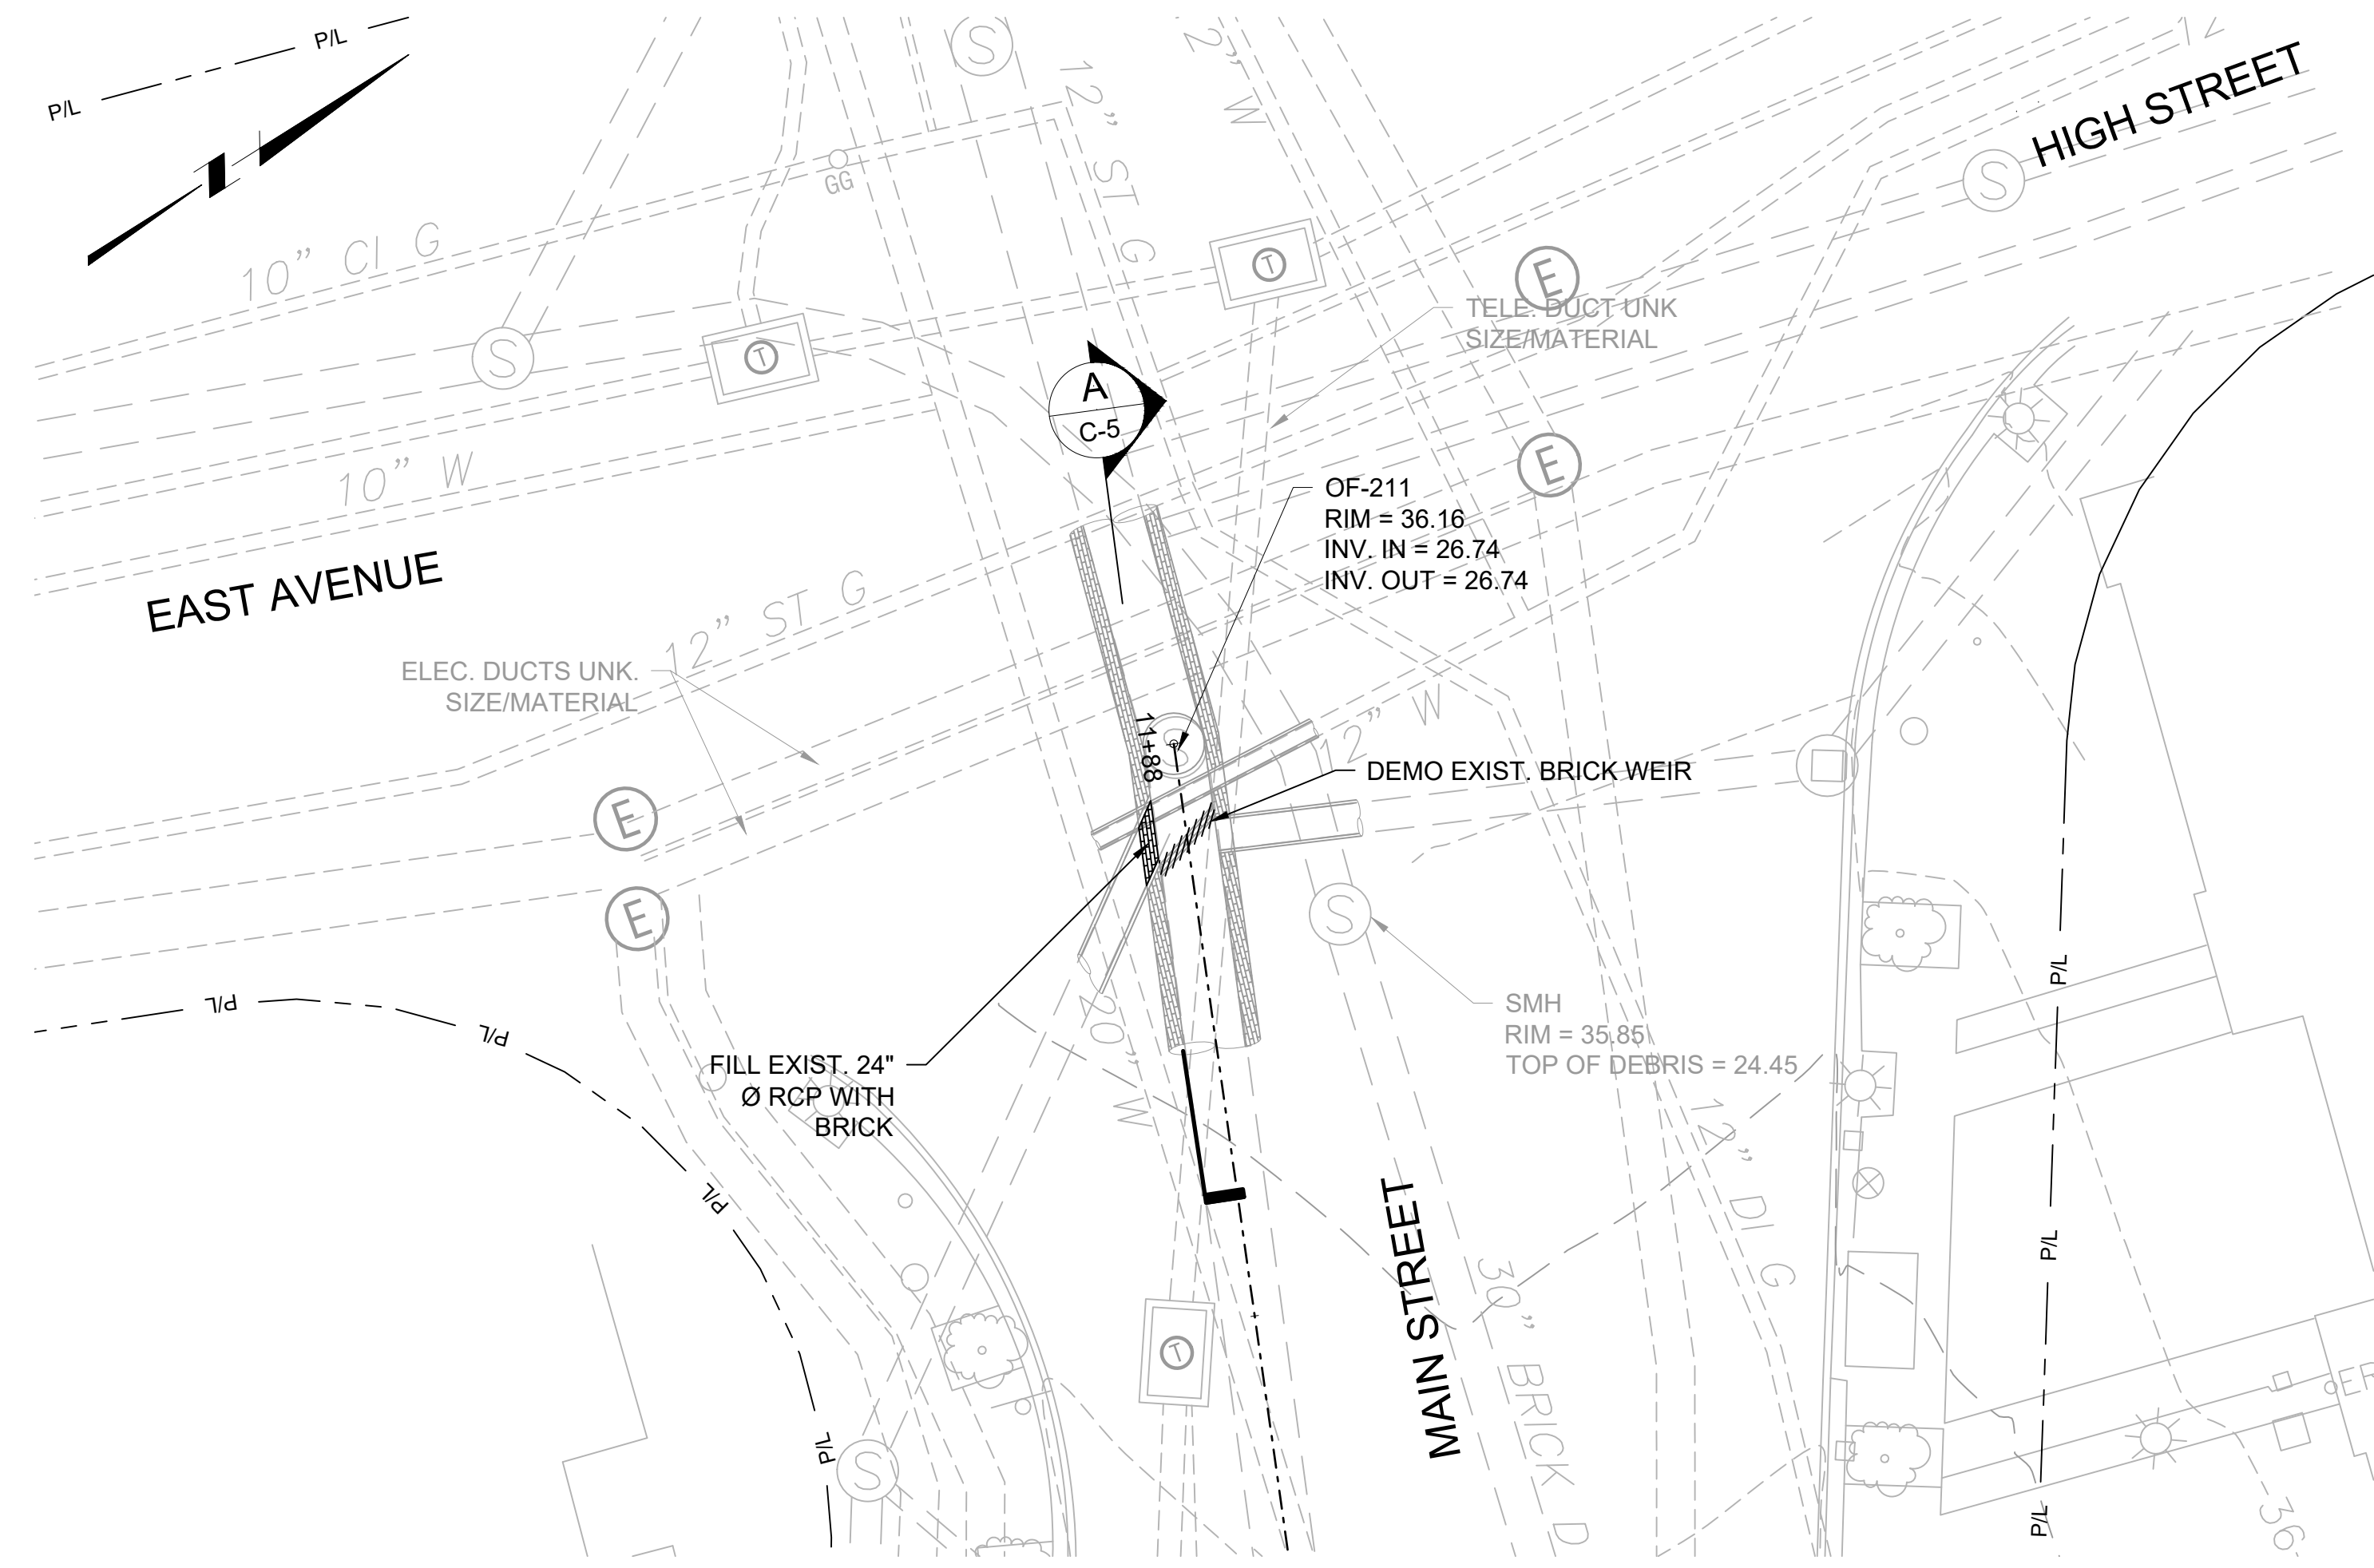 P/L
P/L
HIGH STREET
12" ST G
2" W
12
GG
10" CI G
S
S
S
T
T
E
TELE. DUCT UNK
SIZE/MATERIAL
A
C-5
10" W
E
OF-211
RIM = 36.16
INV. IN = 26.74
INV. OUT = 26.74
EAST AVENUE
12" ST G
ELEC. DUCTS UNK.
SIZE/MATERIAL
12" W
11+88
S
DEMO EXIST. BRICK WEIR
E
E
S
P/L
P/L
P/L
SMH
RIM = 35.85
TOP OF DEBRIS = 24.45
20" W
FILL EXIST. 24"
Ø RCP WITH
BRICK
12" DI G
P/L
MAIN STREET
P/L
30" BRICK D
T
P/L
S
P/L
36